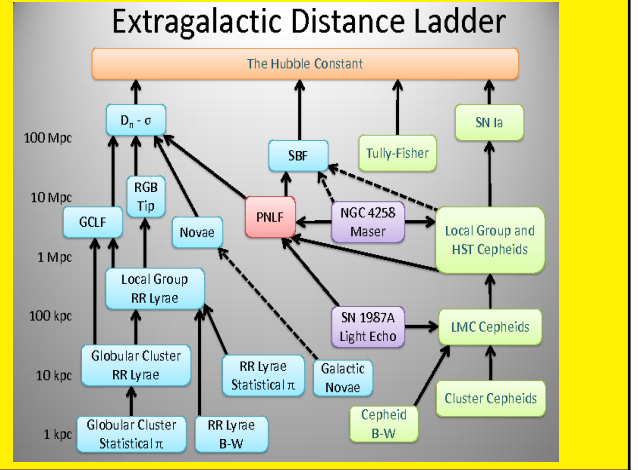 Extragalactic Distance Ladder
The Hubble Constant
Dn - σ
SN Ia
100 Mpc
SBF
Tully-Fisher
RGB
Tip
10 Mpc
GCLF
PNLF
NGC 4258
Maser
Novae
Local Group and
HST Cepheids
1 Mpc
Local Group
RR Lyrae
100 kpc
SN 1987A
Light Echo
LMC Cepheids
Globular Cluster
RR Lyrae
10 kpc
RR Lyrae
Statistical π
Galactic
Novae
Cluster Cepheids
Cepheid
B-W
1 kpc
Globular Cluster
Statistical π
RR Lyrae
B-W